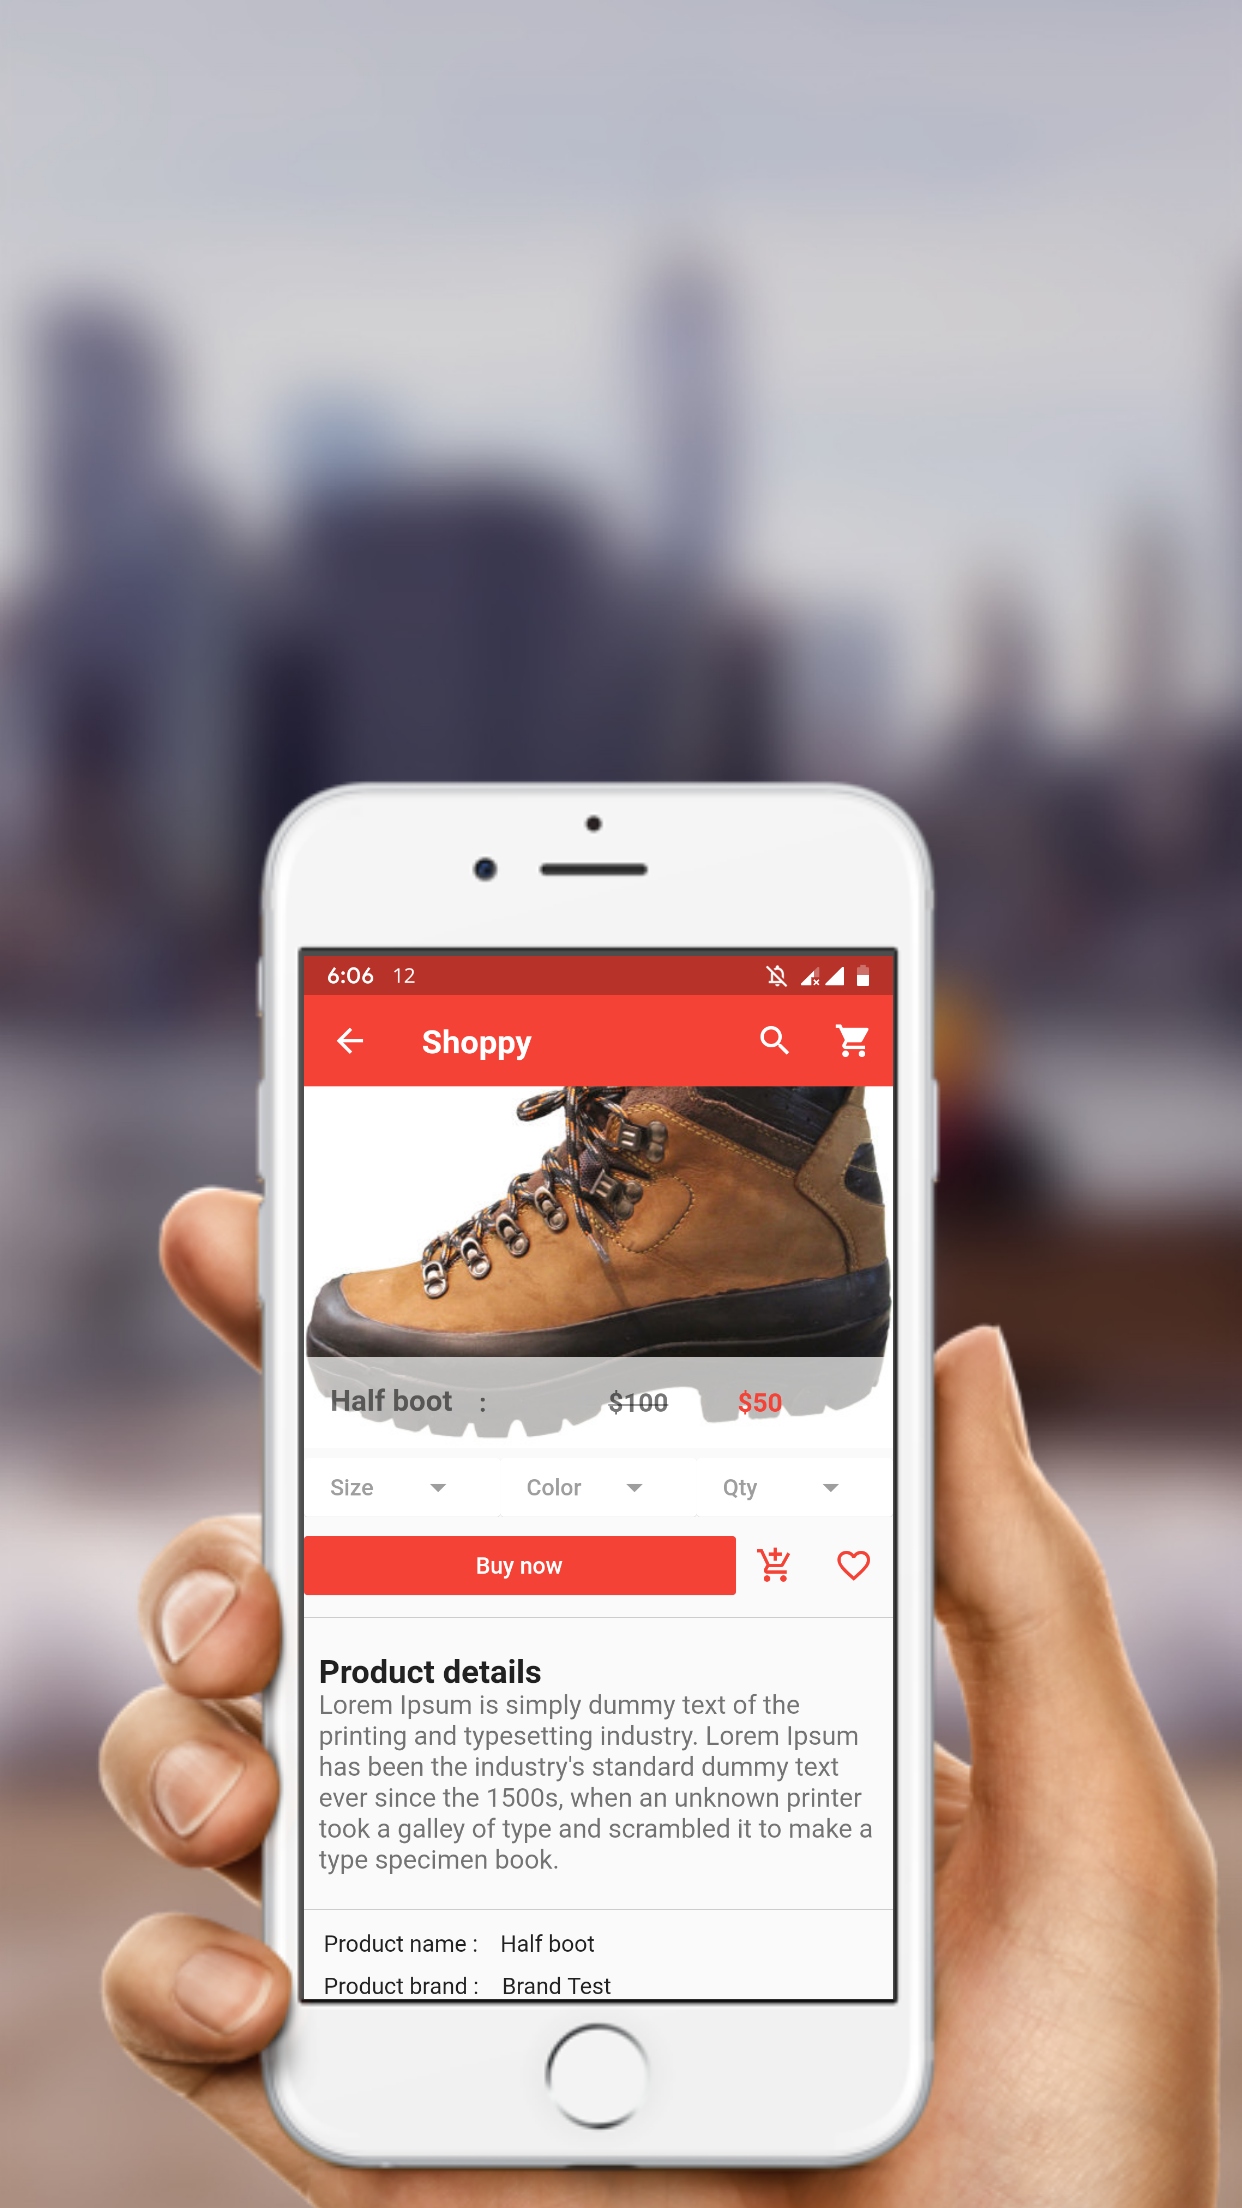 6:06 12
Shoppy
Half boot : $100 $50
Size Color Qty
Buy now
Product details
Lorem Ipsum is simply dummy text of the
printing and typesetting industry. Lorem Ipsum
has been the industry's standard dummy text
ever since the 1500s, when an unknown printer
took a galley of type and scrambled it to make a
type specimen book.
Product name : Half boot
Product brand : Brand Test